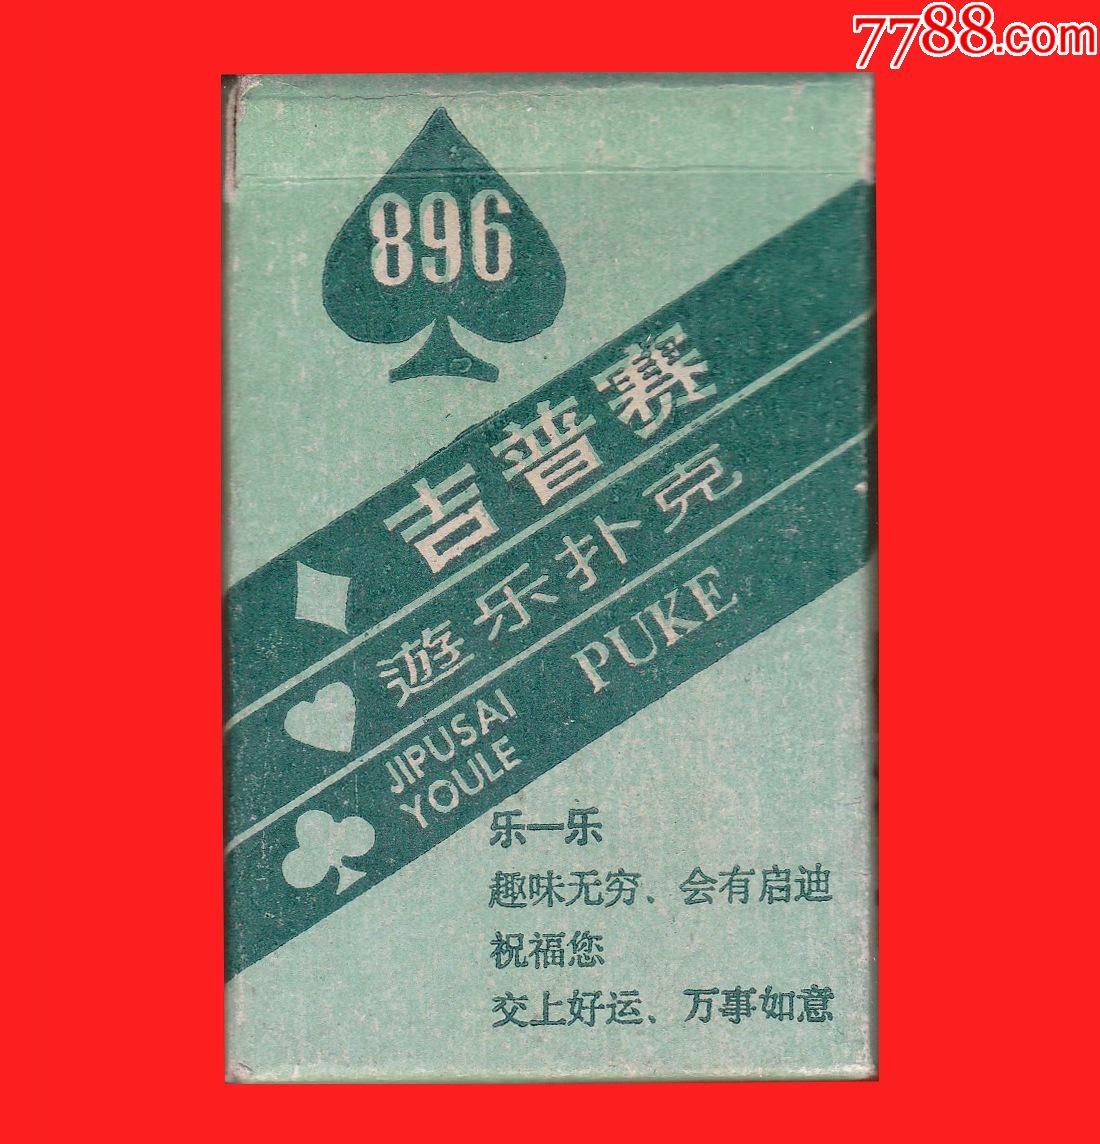 7788.com
896
吉普赛
遊乐扑克
JIPUSAI
YOULE
PUKE
乐一乐
趣味无穷、会有启迪
祝福您
交上好运、万事如意